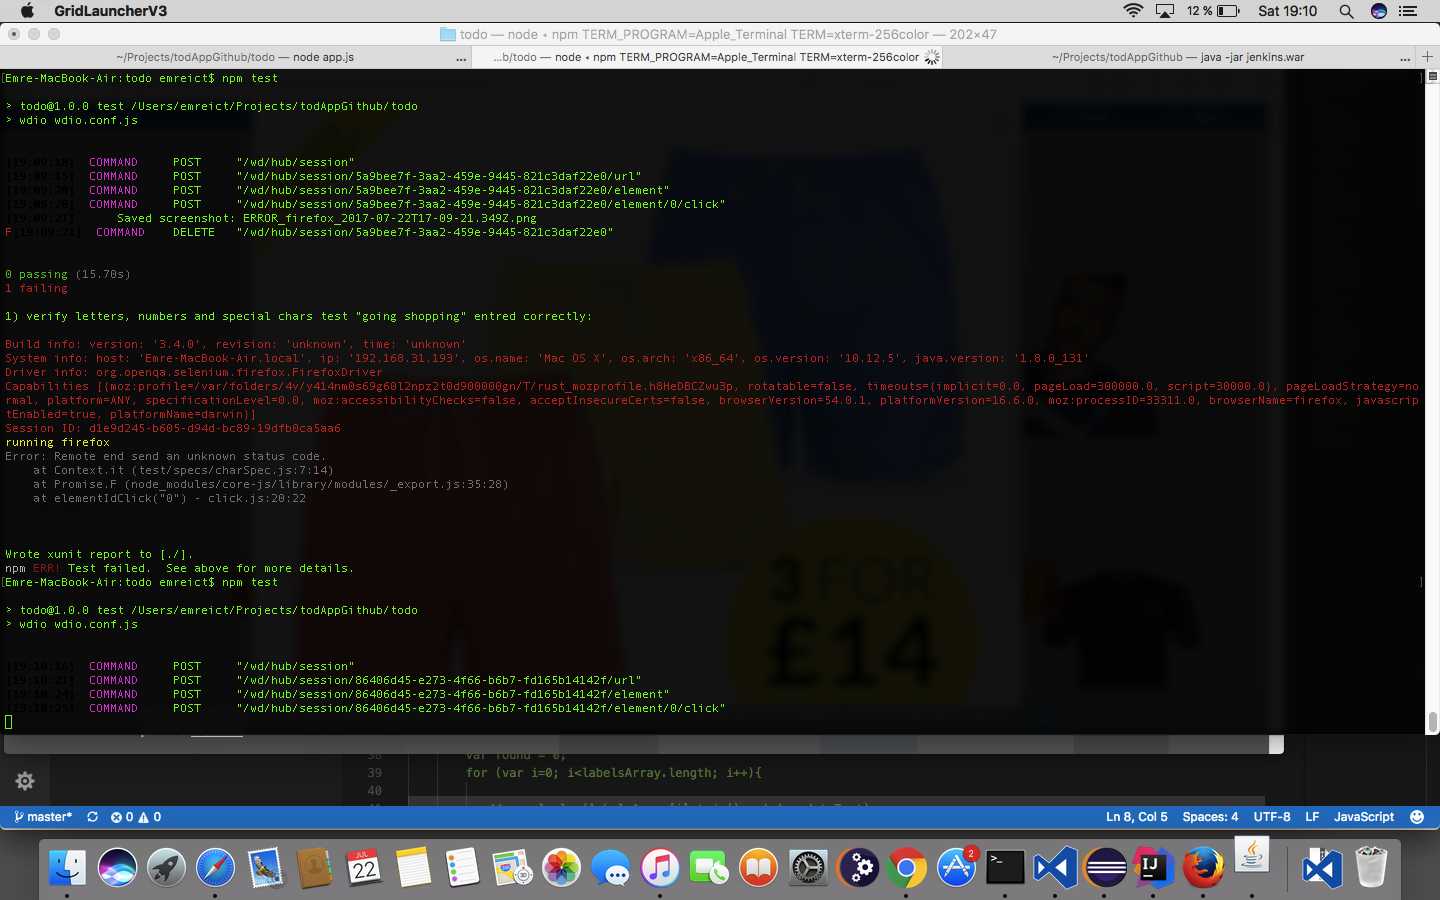 GridLauncherV3
12 %
Sat 19:10
todo — node ◂ npm TERM_PROGRAM=Apple_Terminal TERM=xterm-256color — 202×47
~/Projects/todAppGithub/todo — node app.js ...
...b/todo — node ◂ npm TERM_PROGRAM=Apple_Terminal TERM=xterm-256color
~/Projects/todAppGithub — java -jar jenkins.war ... +
[Emre-MacBook-Air:todo emreict$ npm test ]
> todo@1.0.0 test /Users/emreict/Projects/todAppGithub/todo
> wdio wdio.conf.js
[19:09:10] COMMAND POST "/wd/hub/session"
[19:09:15] COMMAND POST "/wd/hub/session/5a9bee7f-3aa2-459e-9445-821c3daf22e0/url"
[19:09:20] COMMAND POST "/wd/hub/session/5a9bee7f-3aa2-459e-9445-821c3daf22e0/element"
[19:09:20] COMMAND POST "/wd/hub/session/5a9bee7f-3aa2-459e-9445-821c3daf22e0/element/0/click"
[19:09:21] Saved screenshot: ERROR_firefox_2017-07-22T17-09-21.349Z.png
F[19:09:21] COMMAND DELETE "/wd/hub/session/5a9bee7f-3aa2-459e-9445-821c3daf22e0"
0 passing (15.70s)
1 failing
1) verify letters, numbers and special chars test "going shopping" entred correctly:
Build info: version: '3.4.0', revision: 'unknown', time: 'unknown'
System info: host: 'Emre-MacBook-Air.local', ip: '192.168.31.193', os.name: 'Mac OS X', os.arch: 'x86_64', os.version: '10.12.5', java.version: '1.8.0_131'
Driver info: org.openqa.selenium.firefox.FirefoxDriver
Capabilities [{moz:profile=/var/folders/4v/y414nm0s69g60l2npz2t0d900000gn/T/rust_mozprofile.h8HeDBCZwu3p, rotatable=false, timeouts={implicit=0.0, pageLoad=300000.0, script=30000.0}, pageLoadStrategy=no
rmal, platform=ANY, specificationLevel=0.0, moz:accessibilityChecks=false, acceptInsecureCerts=false, browserVersion=54.0.1, platformVersion=16.6.0, moz:processID=33311.0, browserName=firefox, javascrip
tEnabled=true, platformName=darwin}]
Session ID: d1e9d245-b605-d94d-bc89-19dfb0ca5aa6
running firefox
Error: Remote end send an unknown status code.
at Context.it (test/specs/charSpec.js:7:14)
at Promise.F (node_modules/core-js/library/modules/_export.js:35:28)
at elementIdClick("0") - click.js:20:22
Wrote xunit report to [./].
npm ERR! Test failed.  See above for more details.
[Emre-MacBook-Air:todo emreict$ npm test ]
> todo@1.0.0 test /Users/emreict/Projects/todAppGithub/todo
> wdio wdio.conf.js
[19:10:16] COMMAND POST "/wd/hub/session"
[19:10:21] COMMAND POST "/wd/hub/session/86406d45-e273-4f66-b6b7-fd165b14142f/url"
[19:10:24] COMMAND POST "/wd/hub/session/86406d45-e273-4f66-b6b7-fd165b14142f/element"
[19:10:25] COMMAND POST "/wd/hub/session/86406d45-e273-4f66-b6b7-fd165b14142f/element/0/click"
3 FOR
£14
38 var found = 0;
39 for (var i=0; i<labelsArray.length; i++){
40
master* 0 0
Ln 8, Col 5 Spaces: 4 UTF-8 LF JavaScript
JUL
22
2
IJ